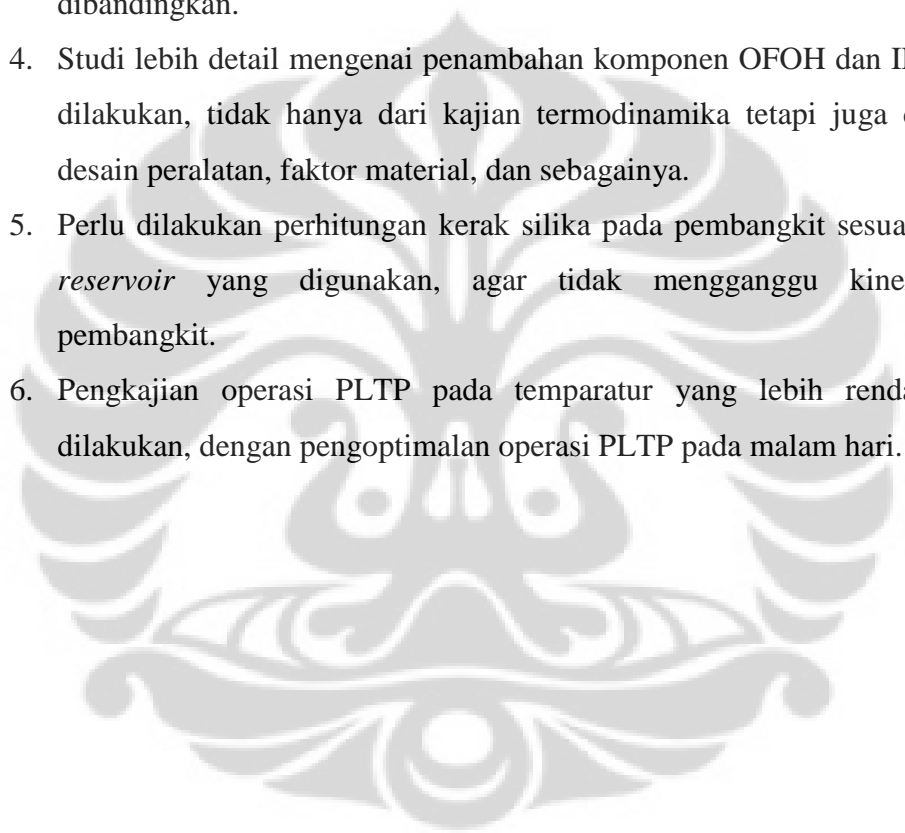 dibandingkan.
4. Studi lebih detail mengenai penambahan komponen OFOH dan
dilakukan, tidak hanya dari kajian termodinamika tetapi juga
desain peralatan, faktor material, dan sebagainya.
5. Perlu dilakukan perhitungan kerak silika pada pembangkit
reservoir yang digunakan, agar tidak mengganggu
pembangkit.
6. Pengkajian operasi PLTP pada temperatur yang lebih
dilakukan, dengan pengoptimalan operasi PLTP pada malam hari.